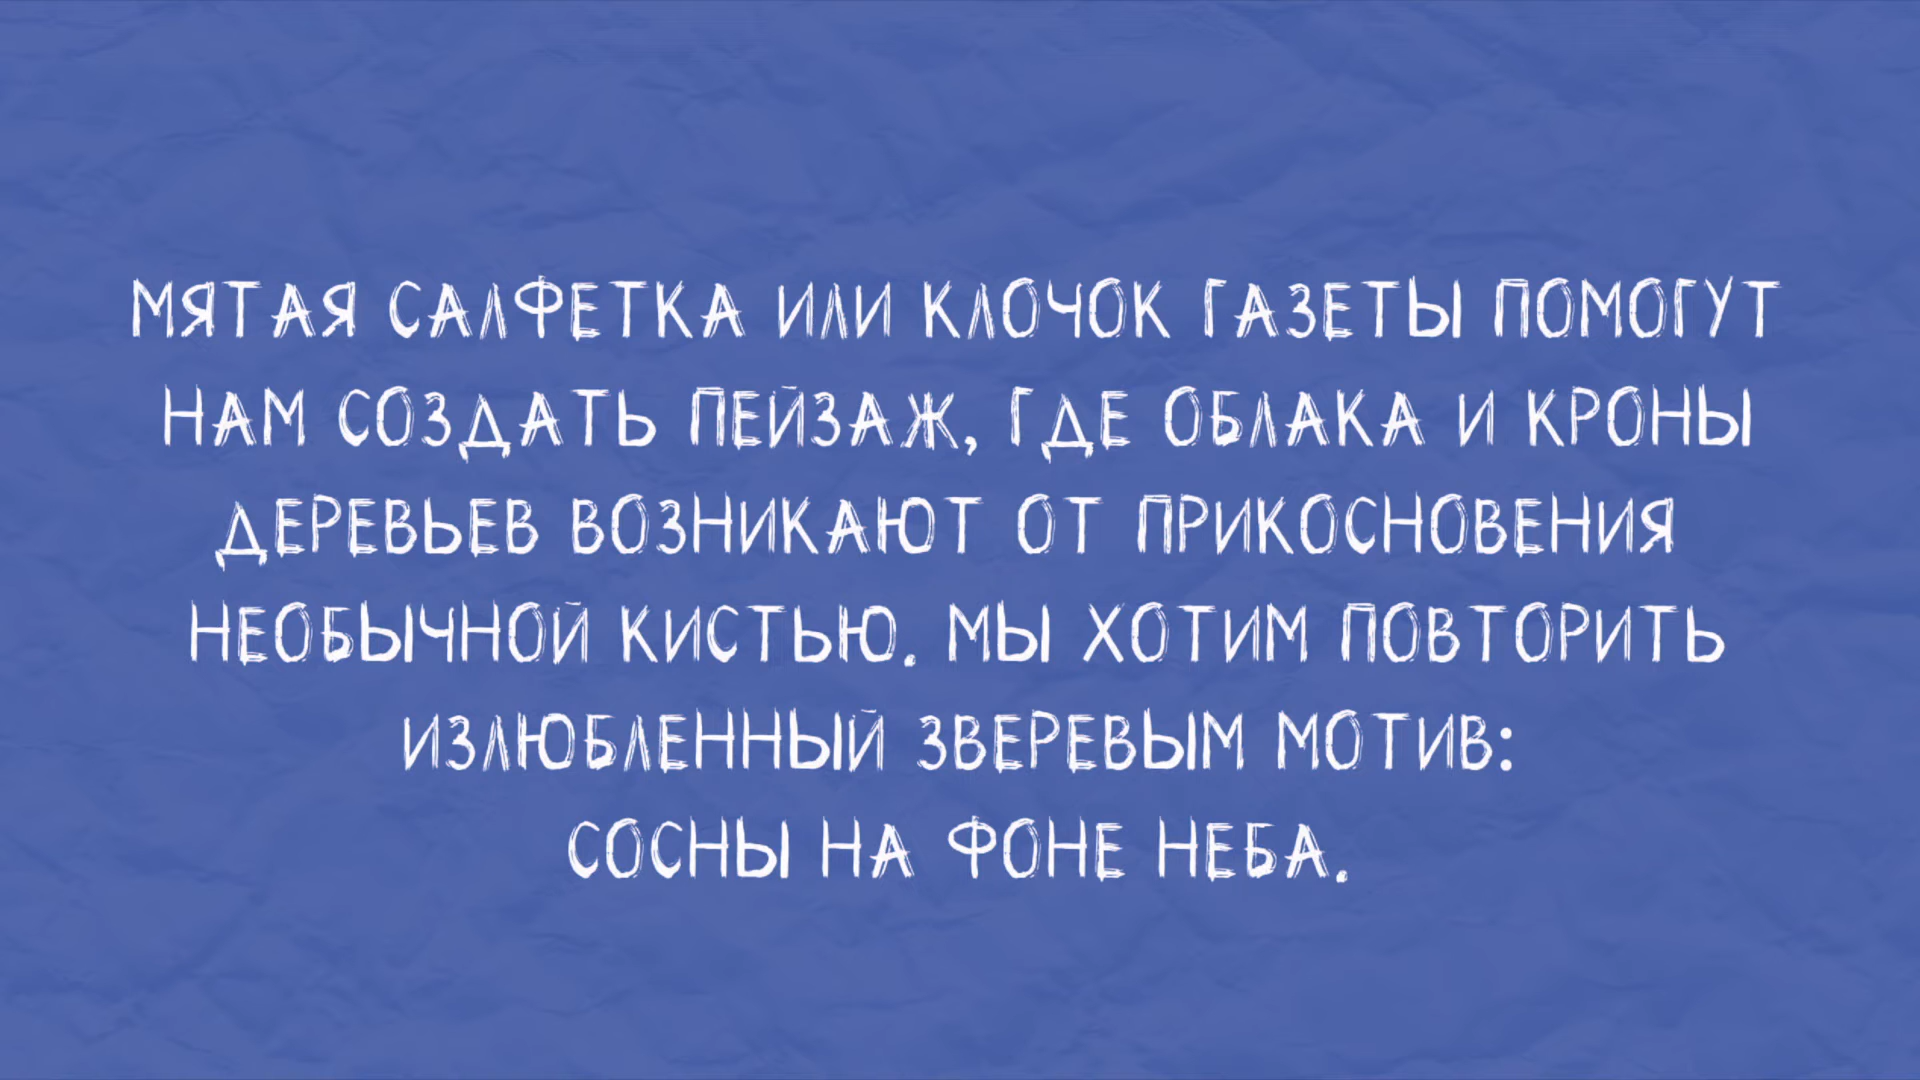 МЯТАЯ САЛФЕТКА ИЛИ КЛОЧОК ГАЗЕТЫ ПОМОГУТ
НАМ СОЗДАТЬ ПЕЙЗАЖ, ГДЕ ОБЛАКА И КРОНЫ
ДЕРЕВЬЕВ ВОЗНИКАЮТ ОТ ПРИКОСНОВЕНИЯ
НЕОБЫЧНОЙ КИСТЬЮ. МЫ ХОТИМ ПОВТОРИТЬ
ИЗЛЮБЛЕННЫЙ ЗВЕРЕВЫМ МОТИВ:
СОСНЫ НА ФОНЕ НЕБА.